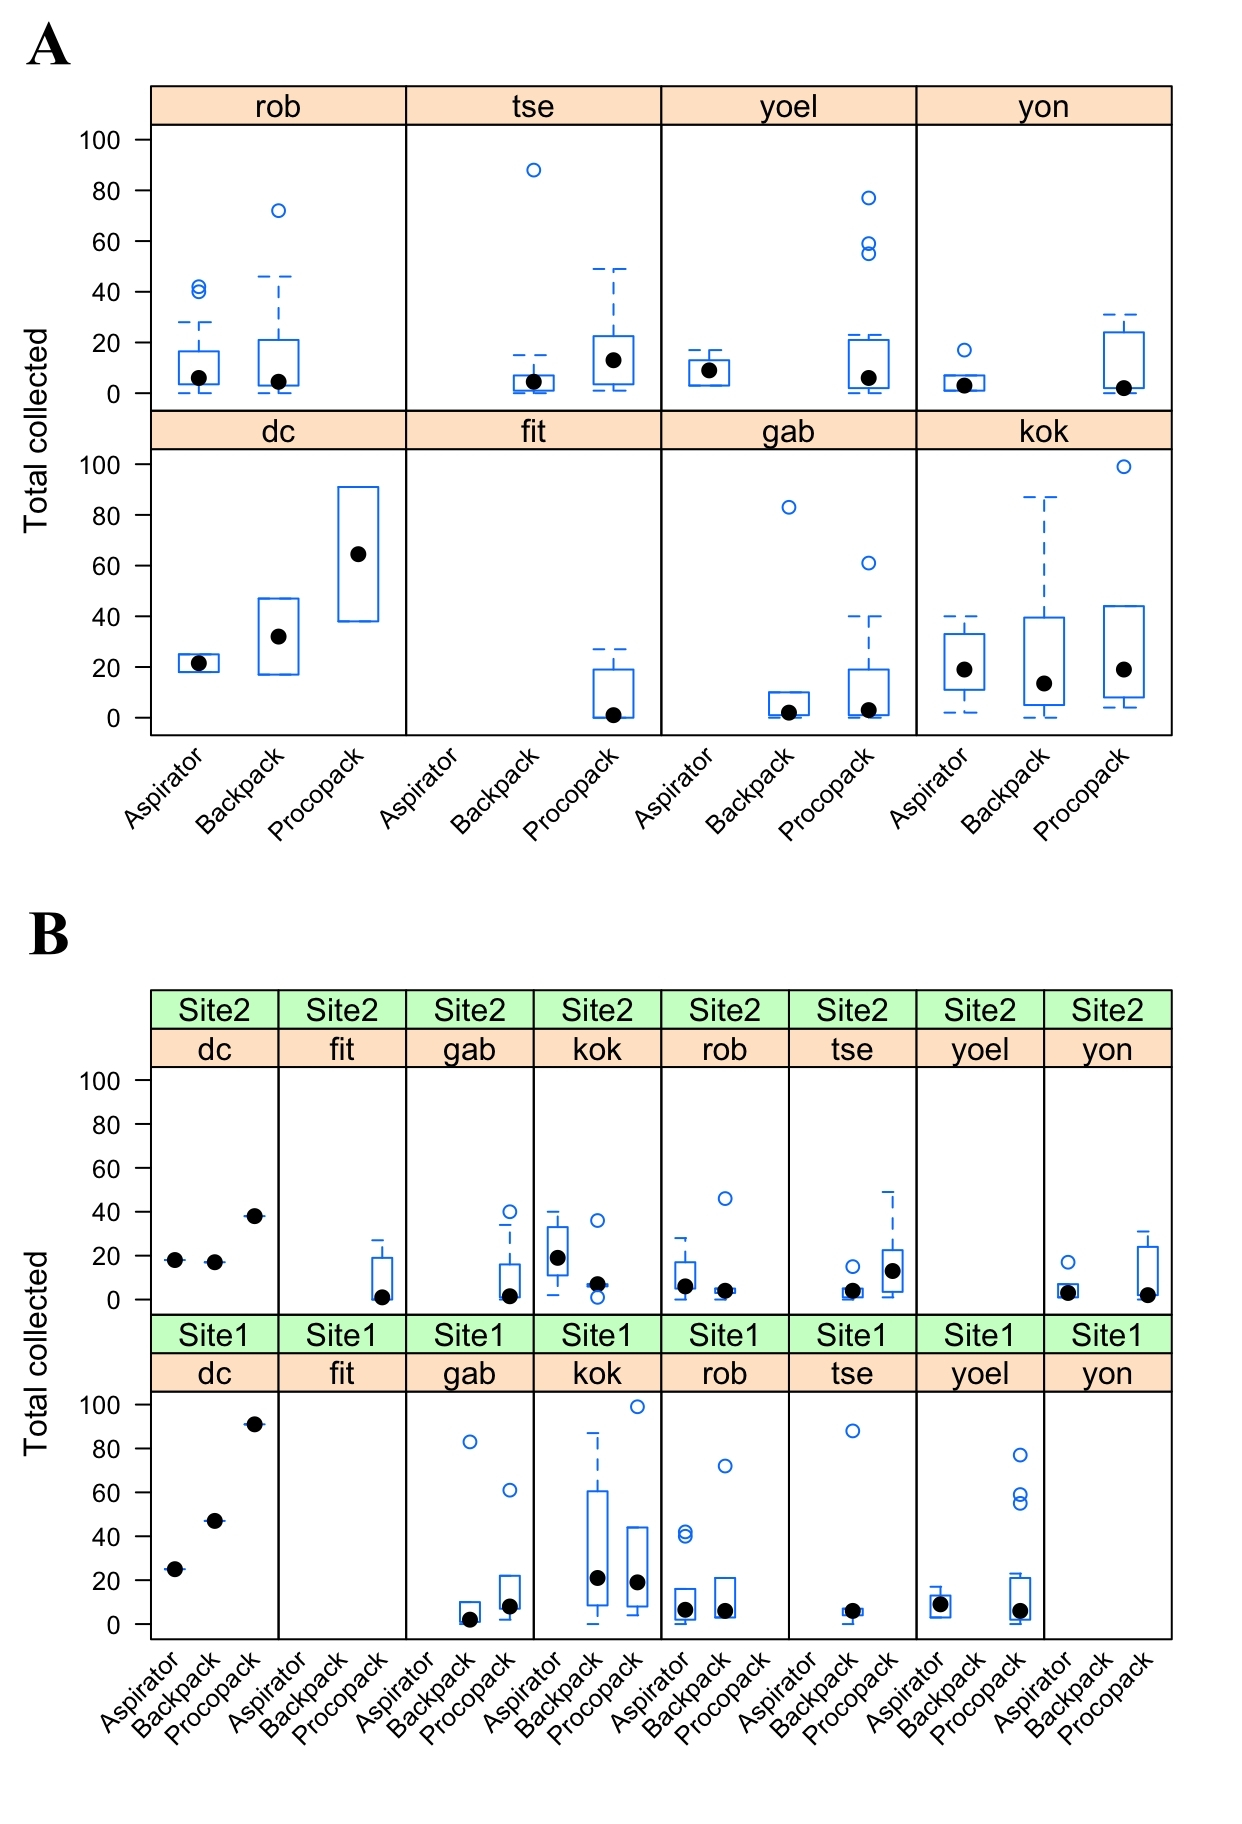 A
rob tse yoel yon
100
80
60
40
20
0
dc fit gab kok
100
80
60
40
20
0
Total collected
Aspirator Backpack Procopack Aspirator Backpack Procopack Aspirator Backpack Procopack Aspirator Backpack Procopack
B
Site2 Site2 Site2 Site2 Site2 Site2 Site2 Site2
dc fit gab kok rob tse yoel yon
100
80
60
40
20
0
Site1 Site1 Site1 Site1 Site1 Site1 Site1 Site1
dc fit gab kok rob tse yoel yon
100
80
60
40
20
0
Total collected
Aspirator Backpack Procopack Aspirator Backpack Procopack Aspirator Backpack Procopack Aspirator Backpack Procopack Aspirator Backpack Procopack Aspirator Backpack Procopack Aspirator Backpack Procopack Aspirator Backpack Procopack